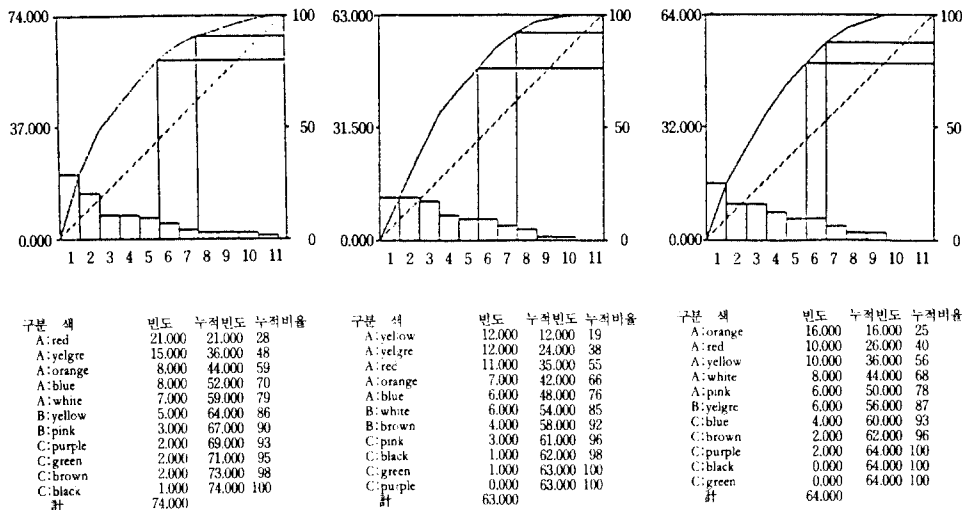 74.000
37.000
0.000
100
50
0
1 2 3 4 5 6 7 8 9 10 11
63.000
31.500
0.000
100
50
0
1 2 3 4 5 6 7 8 9 10 11
64.000
32.000
0.000
100
50
0
1 2 3 4 5 6 7 8 9 10 11
구분 색 빈도 누적빈도 누적비율
A:red 21.000 21.000 28
A:yelgre 15.000 36.000 48
A:orange 8.000 44.000 59
A:blue 8.000 52.000 70
A:white 7.000 59.000 79
B:yellow 5.000 64.000 86
B:pink 3.000 67.000 90
C:purple 2.000 69.000 93
C:green 2.000 71.000 95
C:brown 2.000 73.000 98
C:black 1.000 74.000 100
計 74.000
구분 색 빈도 누적빈도 누적비율
A:yellow 12.000 12.000 19
A:yelgre 12.000 24.000 38
A:red 11.000 35.000 55
A:orange 7.000 42.000 66
A:blue 6.000 48.000 76
B:white 6.000 54.000 85
B:brown 4.000 58.000 92
C:pink 3.000 61.000 96
C:black 1.000 62.000 98
C:green 1.000 63.000 100
C:purple 0.000 63.000 100
計 63.000
구분 색 빈도 누적빈도 누적비율
A:orange 16.000 16.000 25
A:red 10.000 26.000 40
A:yellow 10.000 36.000 56
A:white 8.000 44.000 68
A:pink 6.000 50.000 78
B:yelgre 6.000 56.000 87
C:blue 4.000 60.000 93
C:brown 2.000 62.000 96
C:purple 2.000 64.000 100
C:black 0.000 64.000 100
C:green 0.000 64.000 100
計 64.000